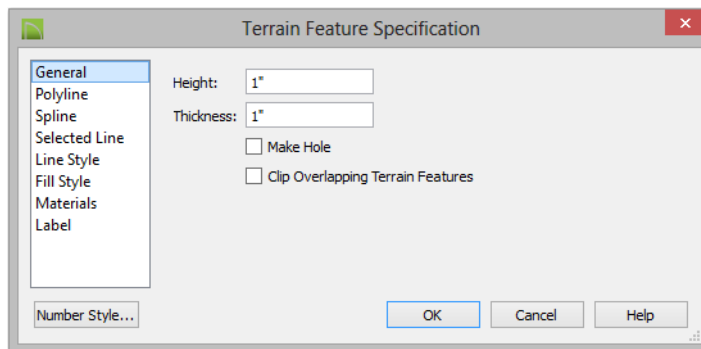 Terrain Feature Specification
General
Polyline
Spline
Selected Line
Line Style
Fill Style
Materials
Label
Height: 1"
Thickness: 1"
Make Hole
Clip Overlapping Terrain Features
Number Style... OK Cancel Help